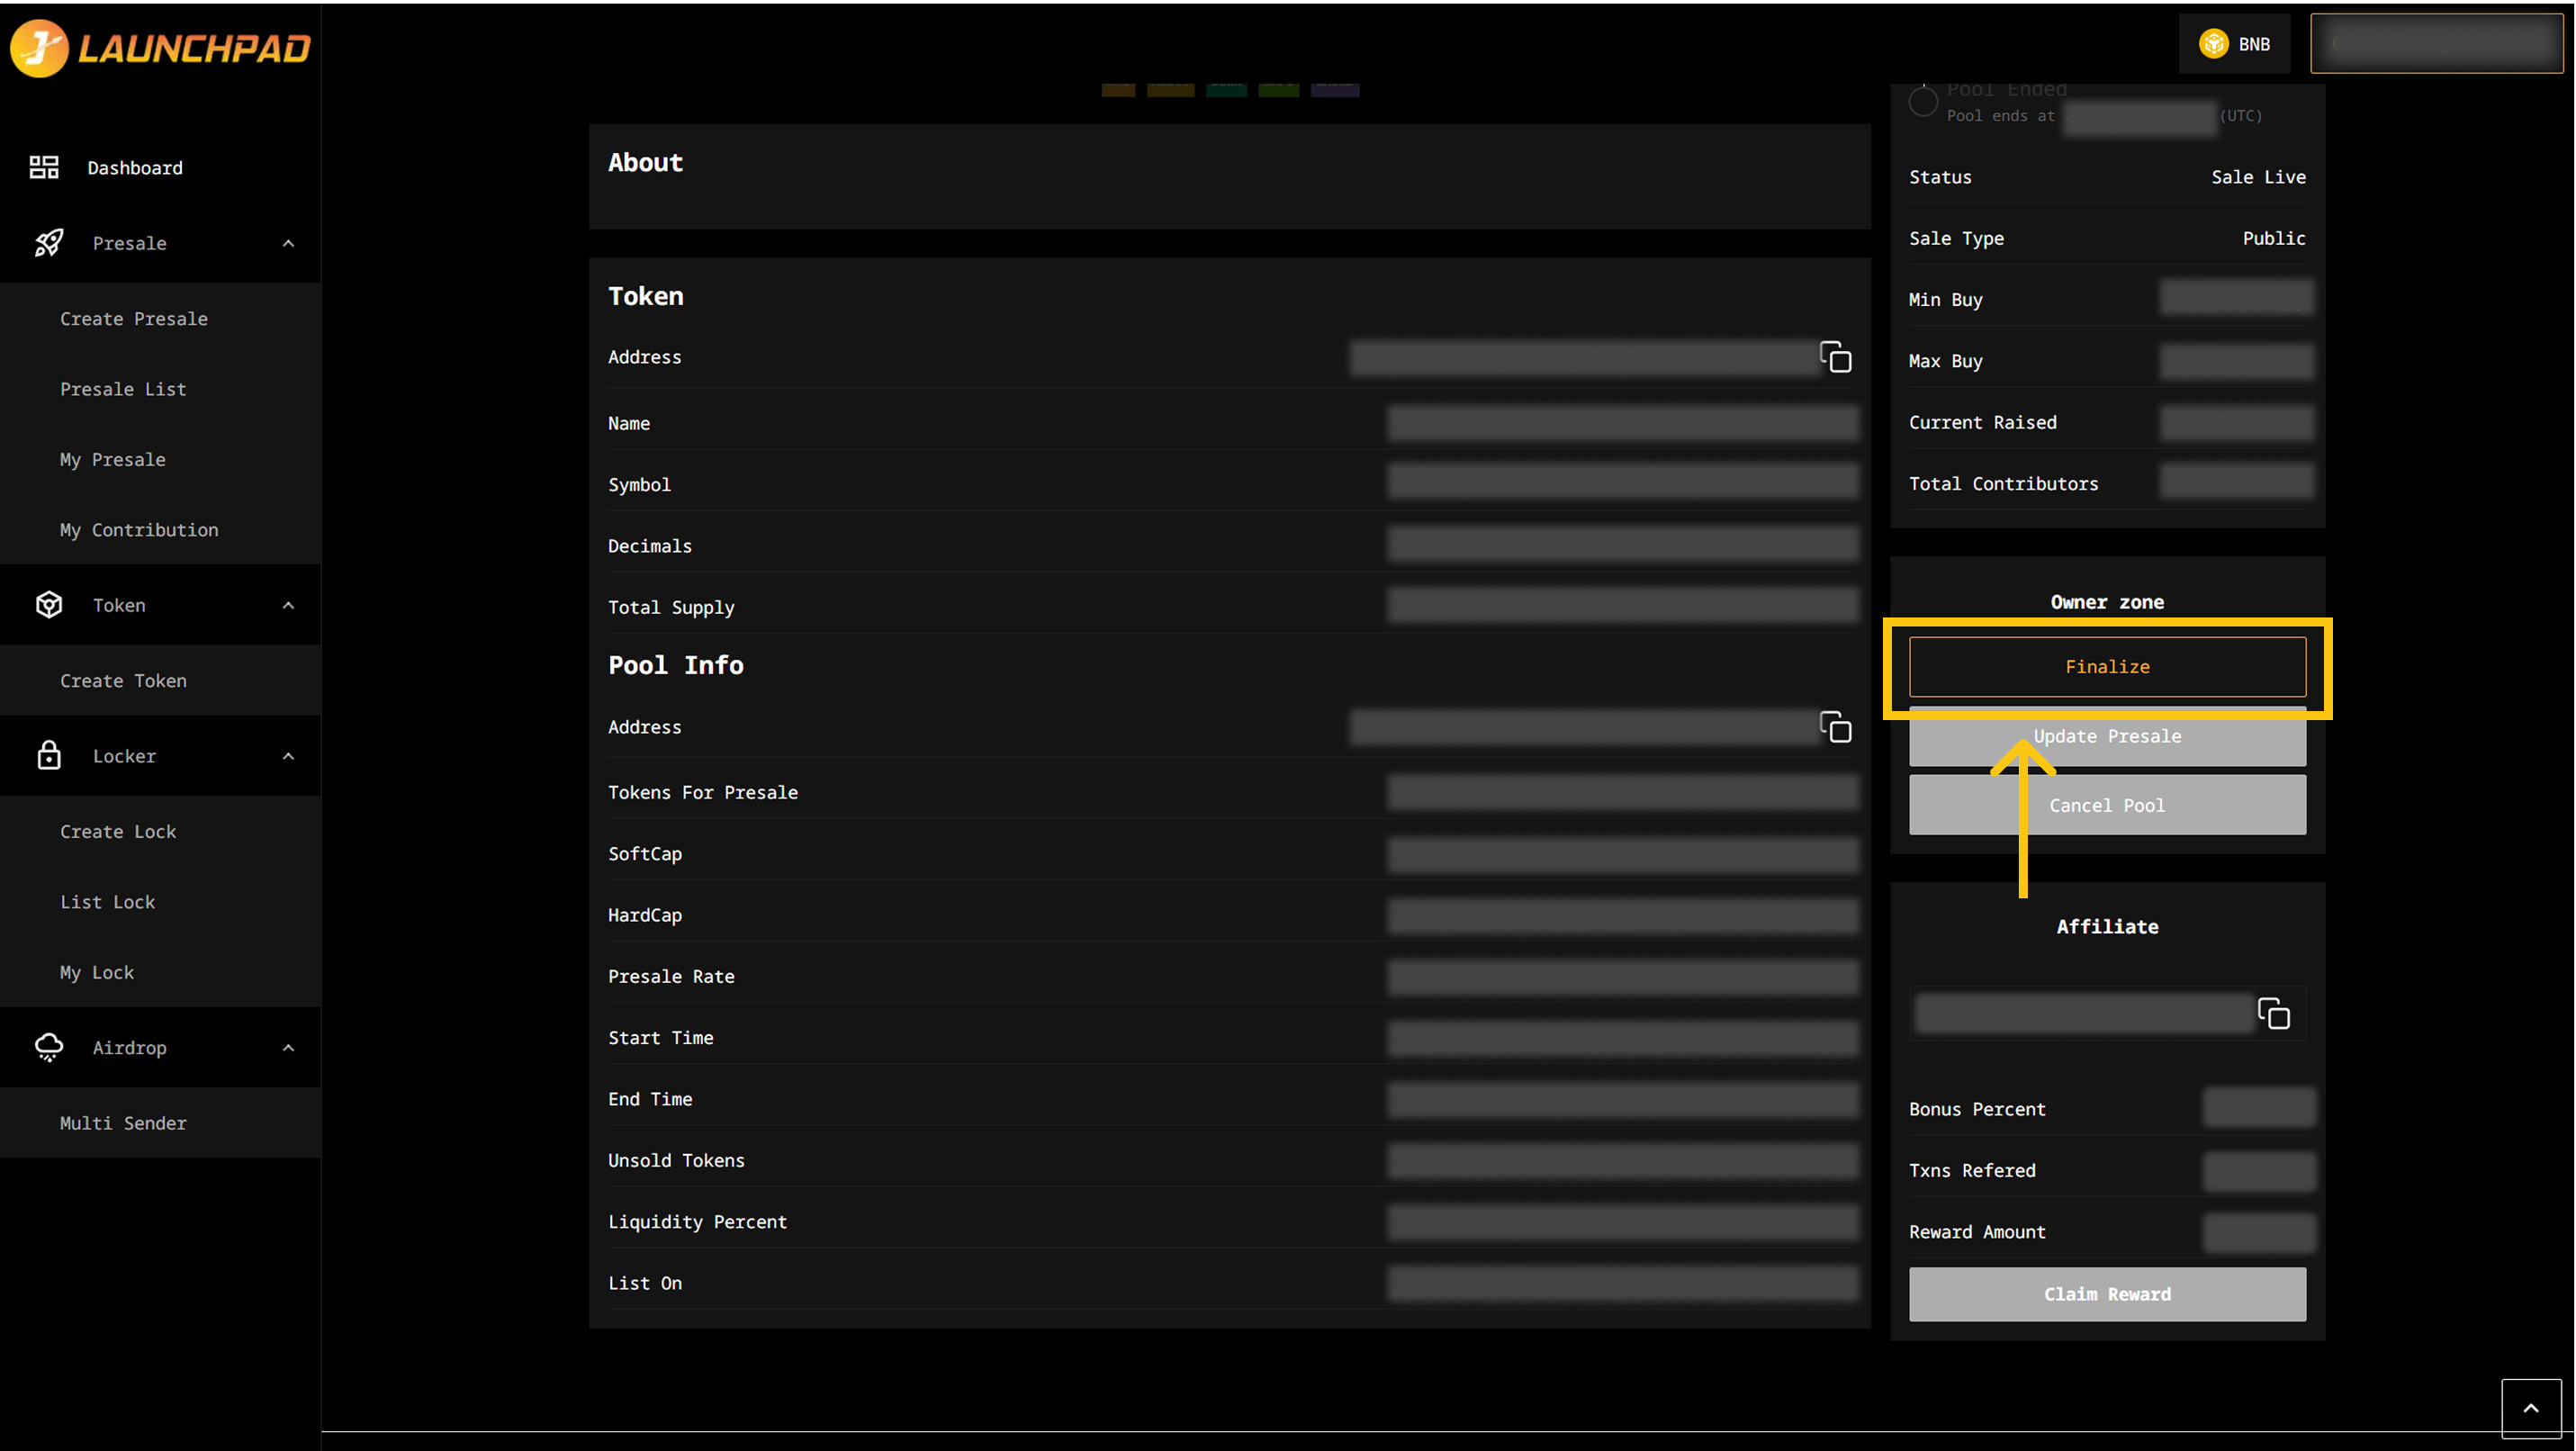 LAUNCHPAD
BNB
Dashboard
Presale
Create Presale
Presale List
My Presale
My Contribution
Token
Create Token
Locker
Create Lock
List Lock
My Lock
Airdrop
Multi Sender
About
Token
Address
Name
Symbol
Decimals
Total Supply
Pool Info
Address
Tokens For Presale
SoftCap
HardCap
Presale Rate
Start Time
End Time
Unsold Tokens
Liquidity Percent
List On
Pool Ended
Pool ends at (UTC)
Status Sale Live
Sale Type Public
Min Buy
Max Buy
Current Raised
Total Contributors
Owner zone
Finalize
Update Presale
Cancel Pool
Affiliate
Bonus Percent
Txns Refered
Reward Amount
Claim Reward